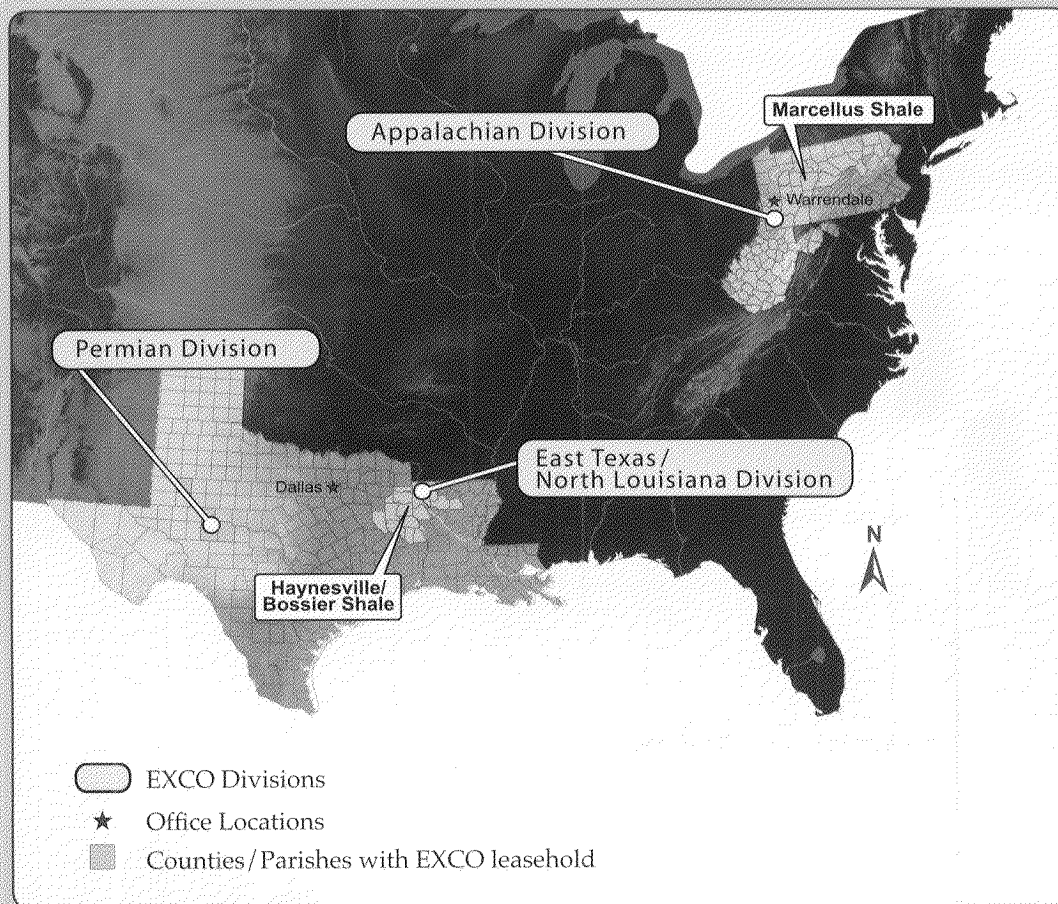 Marcellus Shale
Appalachian Division
Warrendale
Permian Division
East Texas/
North Louisiana Division
Dallas
Haynesville/
Bossier Shale
N
EXCO Divisions
Office Locations
Counties/Parishes with EXCO leasehold